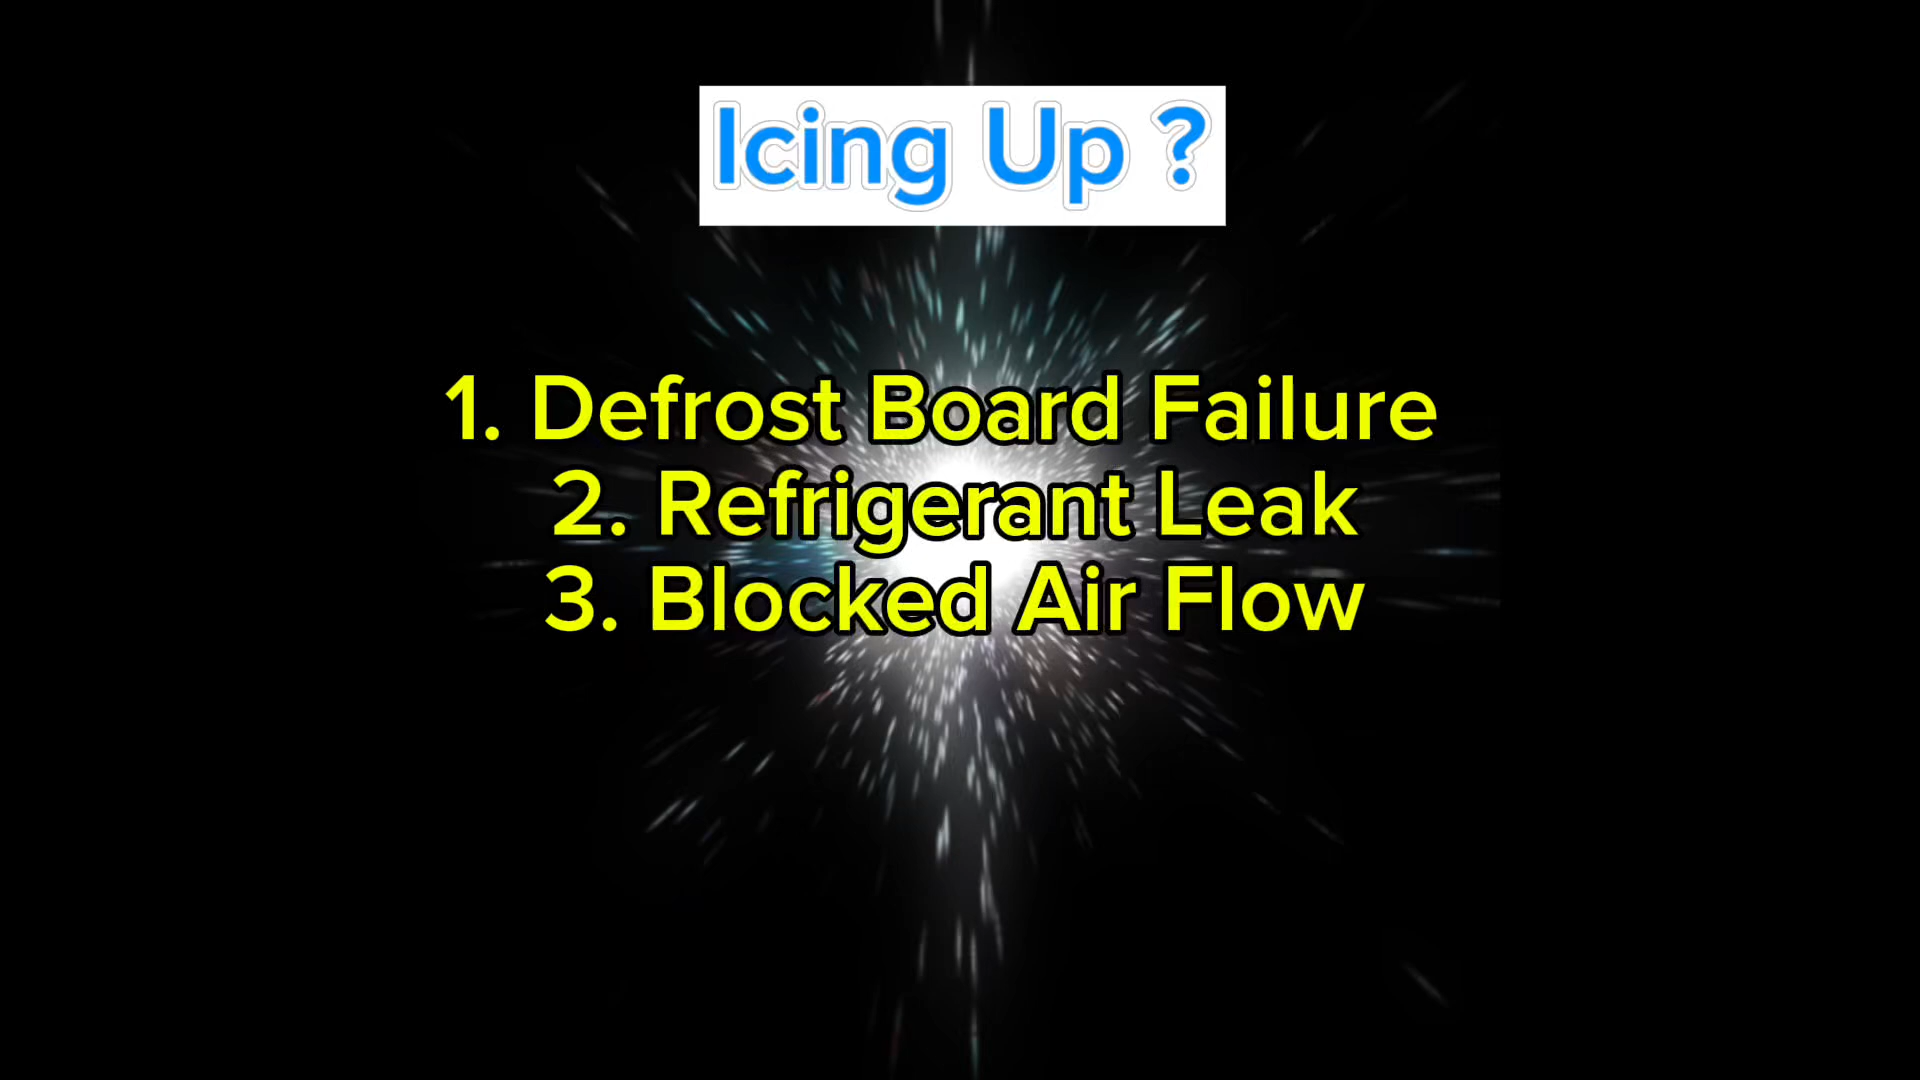 Icing Up ?
1. Defrost Board Failure
2. Refrigerant Leak
3. Blocked Air Flow